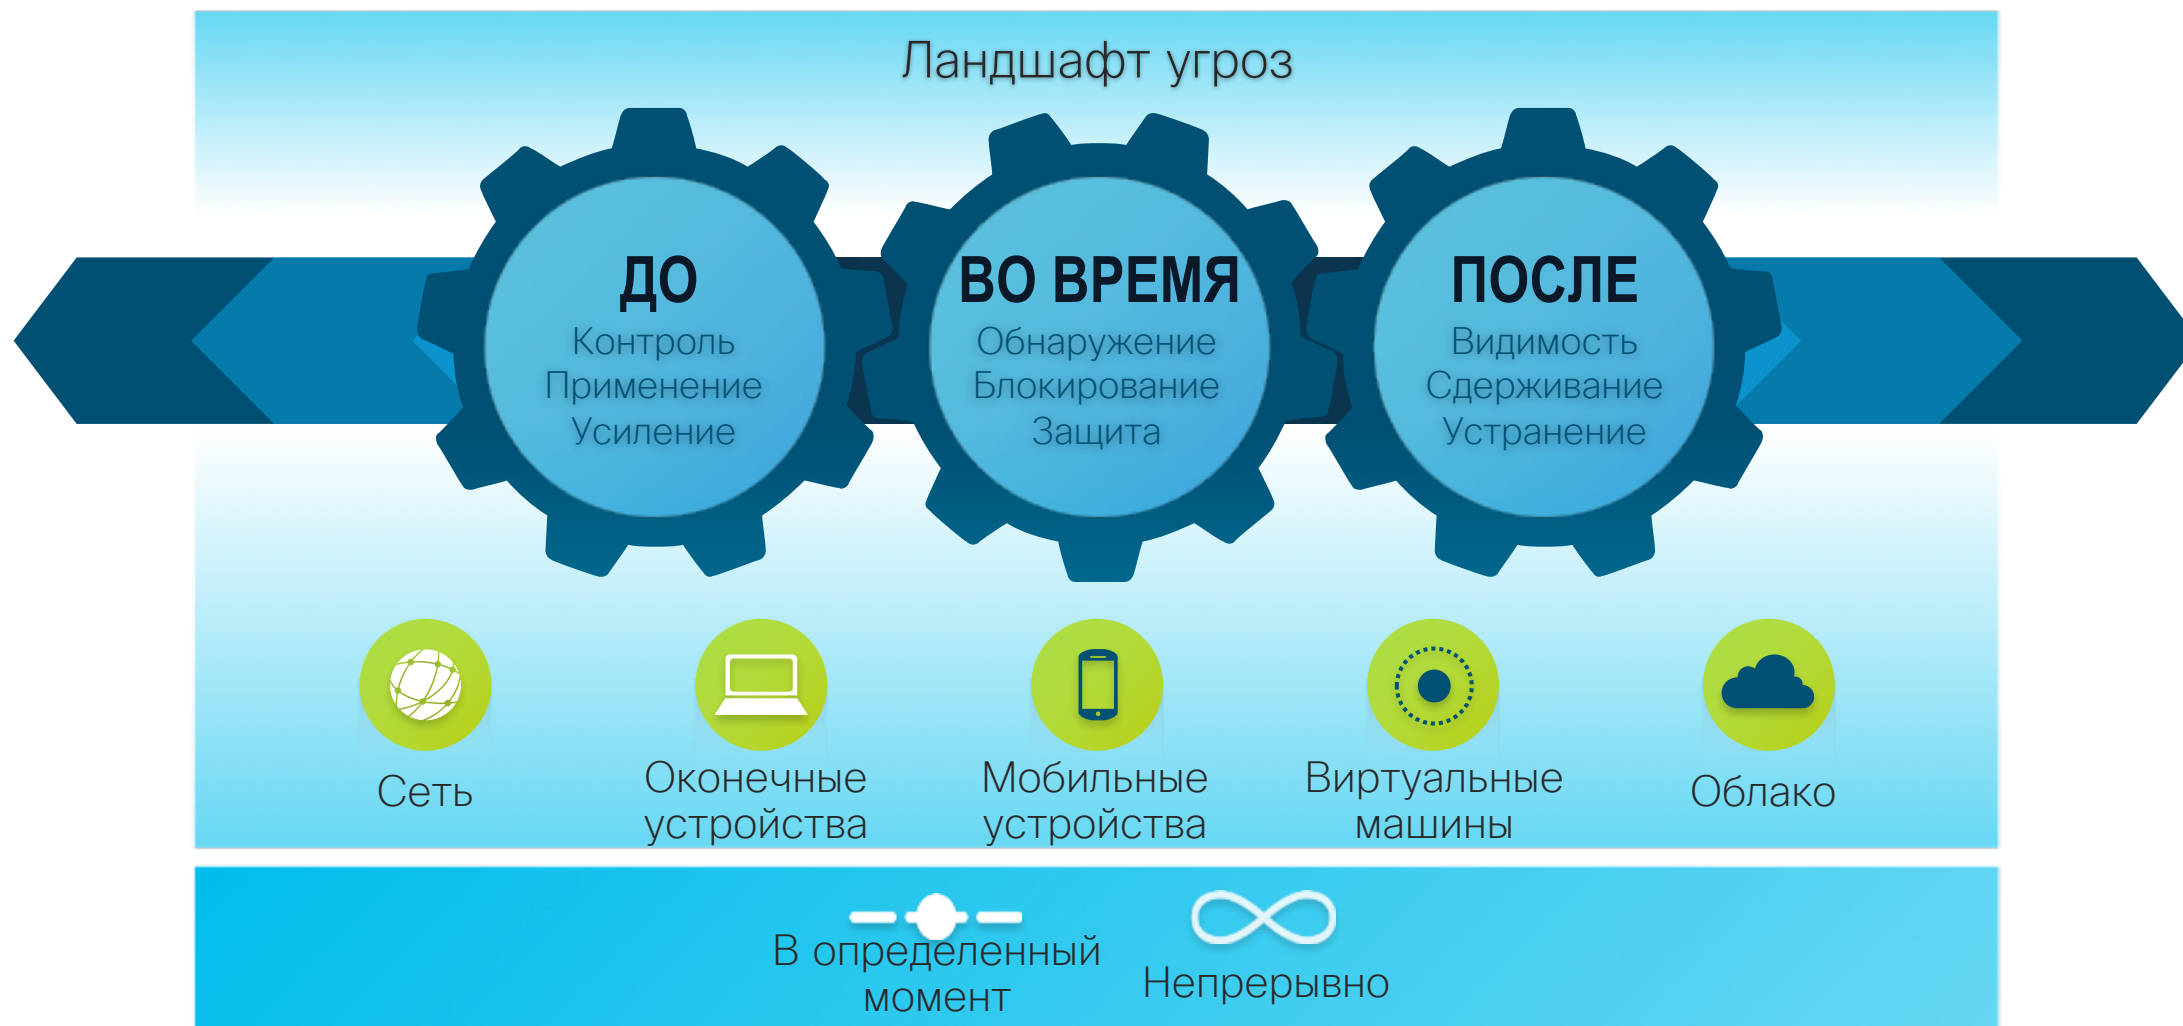 Ландшафт угроз
ДО
Контроль
Применение
Усиление
ВО ВРЕМЯ
Обнаружение
Блокирование
Защита
ПОСЛЕ
Видимость
Сдерживание
Устранение
Сеть
Оконечные
устройства
Мобильные
устройства
Виртуальные
машины
Облако
В определенный
момент
Непрерывно